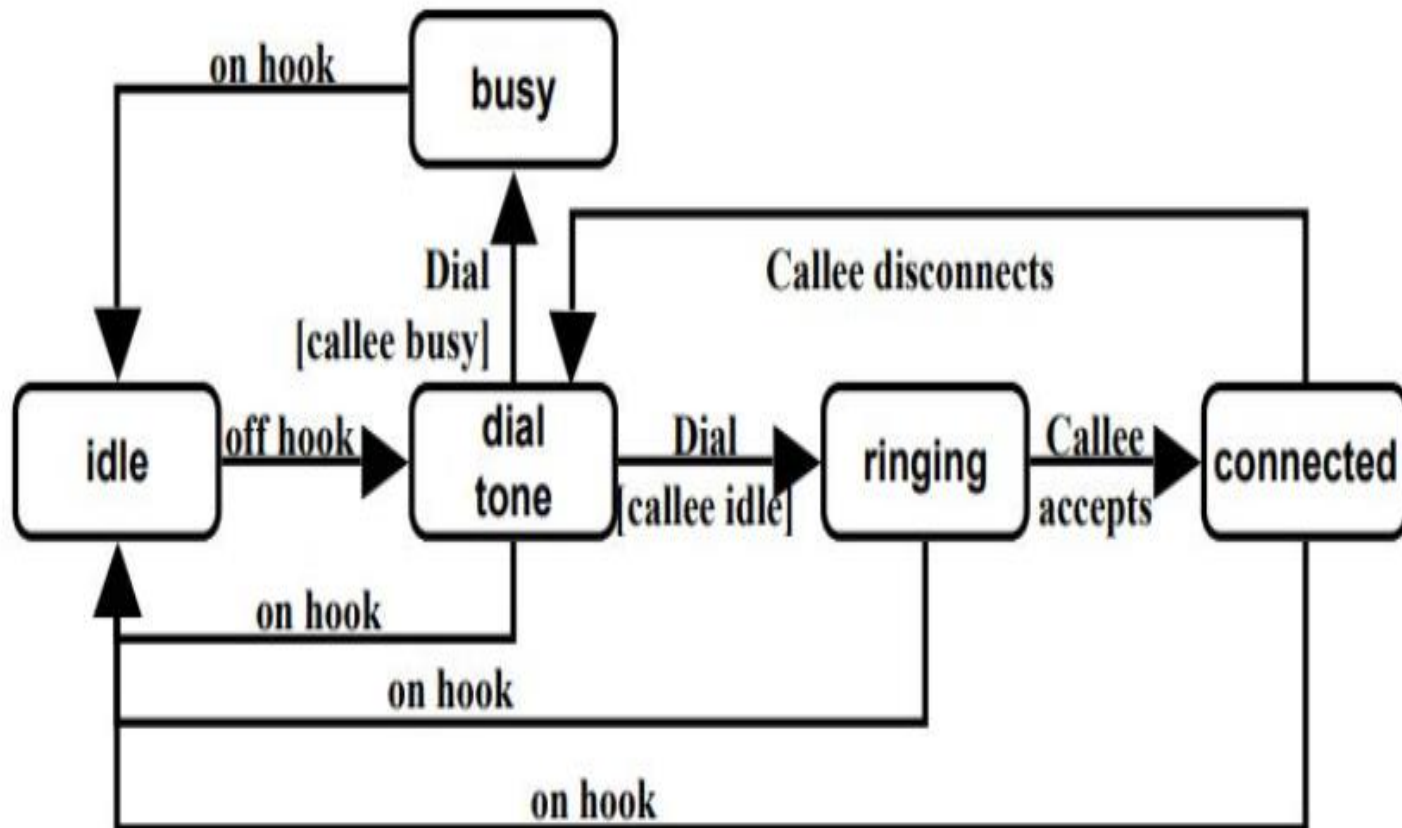 on hook
busy
Dial
[callee busy]
Callee disconnects
idle
off hook
dial
tone
Dial
[callee idle]
ringing
Callee
accepts
connected
on hook
on hook
on hook